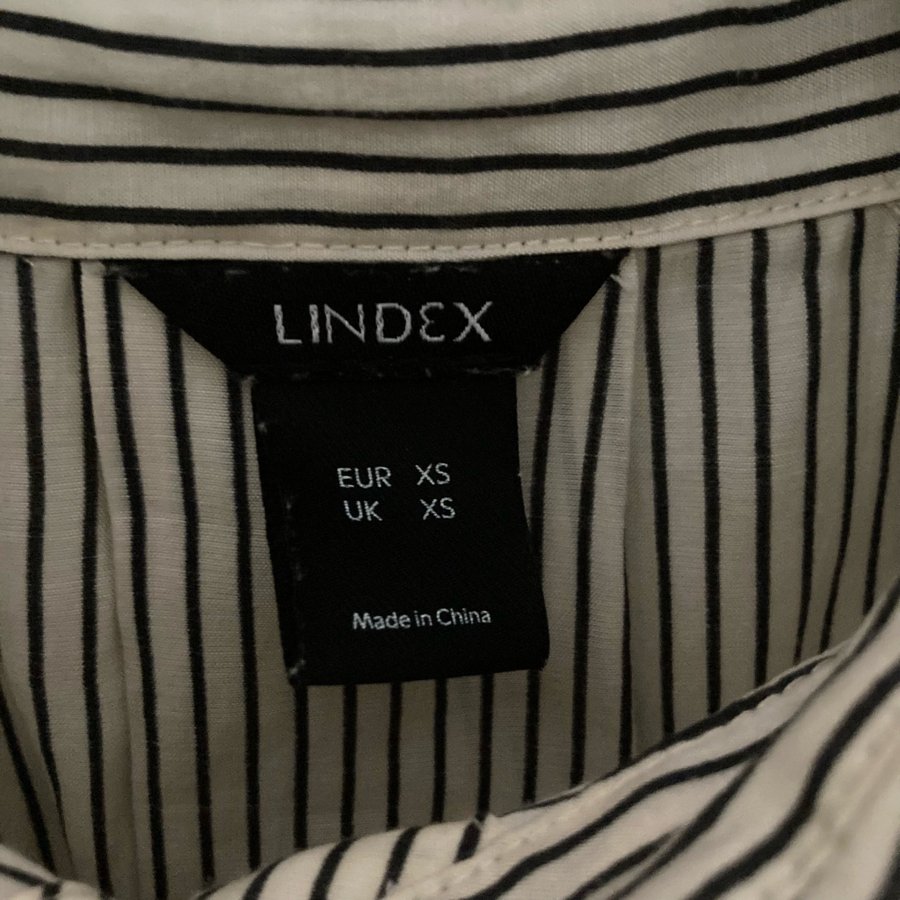 LINDEX
EUR XS
UK XS
Made in China